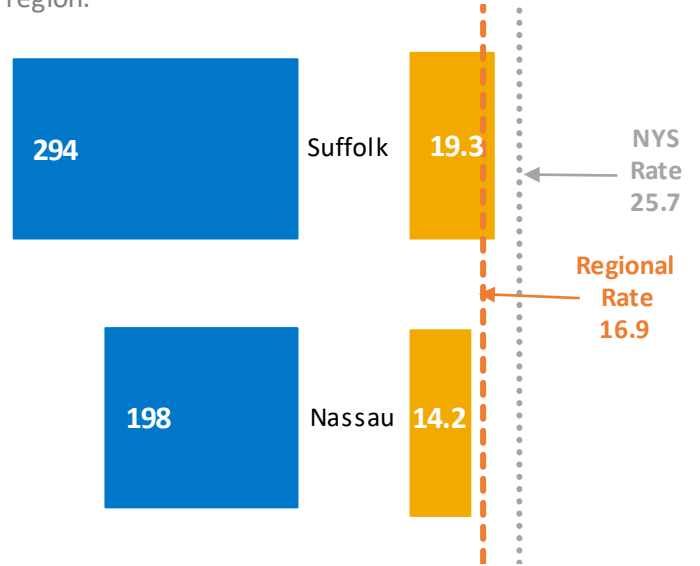 region.
294
Suffolk
19.3
NYS
Rate
25.7
Regional
Rate
16.9
198
Nassau
14.2